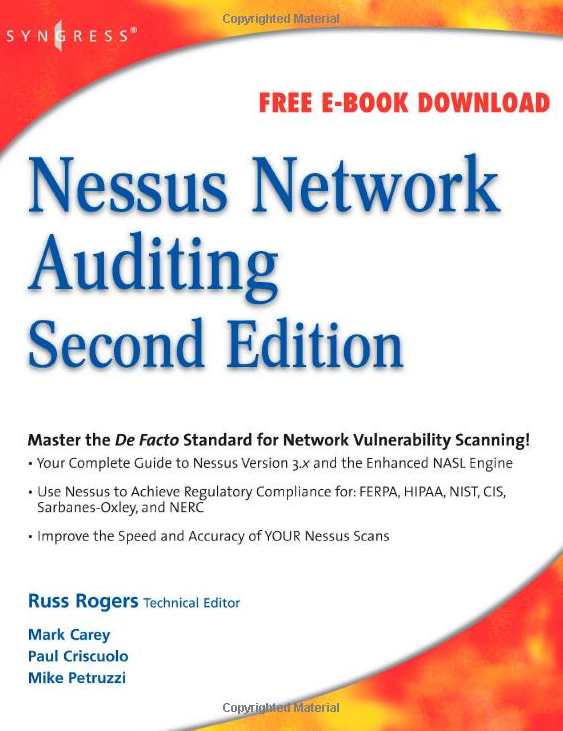 Copyrighted Material
SYNGRESS®
FREE E-BOOK DOWNLOAD
Nessus Network
Auditing
Second Edition
Master the De Facto Standard for Network Vulnerability Scanning!
• Your Complete Guide to Nessus Version 3.x and the Enhanced NASL Engine
• Use Nessus to Achieve Regulatory Compliance for: FERPA, HIPAA, NIST, CIS,
Sarbanes-Oxley, and NERC
• Improve the Speed and Accuracy of YOUR Nessus Scans
Russ Rogers Technical Editor
Mark Carey
Paul Criscuolo
Mike Petruzzi
Copyrighted Material